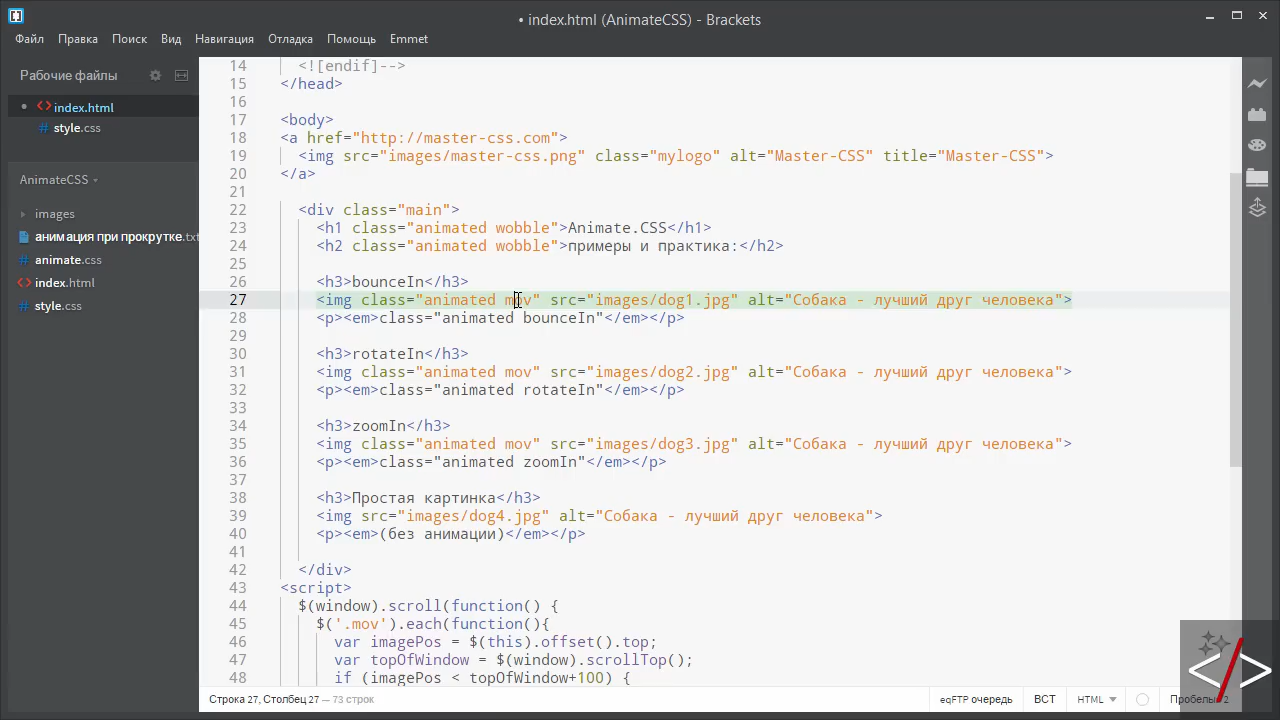 • index.html (AnimateCSS) - Brackets
Файл Правка Поиск Вид Навигация Отладка Помощь Emmet
Рабочие файлы
index.html
style.css
AnimateCSS
images
анимация при прокрутке.txt
animate.css
index.html
style.css
14 <![endif]-->
15 </head>
16
17 <body>
18 <a href="http://master-css.com">
19 <img src="images/master-css.png" class="mylogo" alt="Master-CSS" title="Master-CSS">
20 </a>
21
22 <div class="main">
23 <h1 class="animated wobble">Animate.CSS</h1>
24 <h2 class="animated wobble">примеры и практика:</h2>
25
26 <h3>bounceIn</h3>
27 <img class="animated mov" src="images/dog1.jpg" alt="Собака - лучший друг человека">
28 <p><em>class="animated bounceIn"</em></p>
29
30 <h3>rotateIn</h3>
31 <img class="animated mov" src="images/dog2.jpg" alt="Собака - лучший друг человека">
32 <p><em>class="animated rotateIn"</em></p>
33
34 <h3>zoomIn</h3>
35 <img class="animated mov" src="images/dog3.jpg" alt="Собака - лучший друг человека">
36 <p><em>class="animated zoomIn"</em></p>
37
38 <h3>Простая картинка</h3>
39 <img src="images/dog4.jpg" alt="Собака - лучший друг человека">
40 <p><em>(без анимации)</em></p>
41
42 </div>
43 <script>
44 $(window).scroll(function() {
45 $('.mov').each(function(){
46 var imagePos = $(this).offset().top;
47 var topOfWindow = $(window).scrollTop();
48 if (imagePos < topOfWindow+100) {
Строка 27, Столбец 27 — 73 строк
eqFTP очередь ВСТ HTML Пробелы: 2
</>